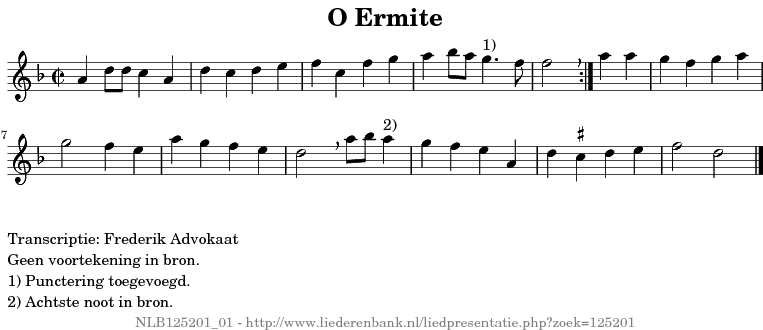 O Ermite
1)
7
2)
Transcriptie: Frederik Advokaat
Geen voortekening in bron.
1) Punctering toegevoegd.
2) Achtste noot in bron.
NLB125201_01 - http://www.liederenbank.nl/liedpresentatie.php?zoek=125201